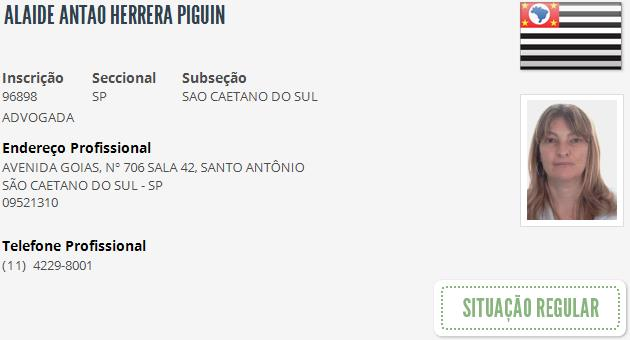 ALAIDE ANTAO HERRERA PIGUIN
Inscrição Seccional Subseção
96898 SP SAO CAETANO DO SUL
ADVOGADA
Endereço Profissional
AVENIDA GOIAS, Nº 706 SALA 42, SANTO ANTÔNIO
SÃO CAETANO DO SUL - SP
09521310
Telefone Profissional
(11) 4229-8001
SITUAÇÃO REGULAR